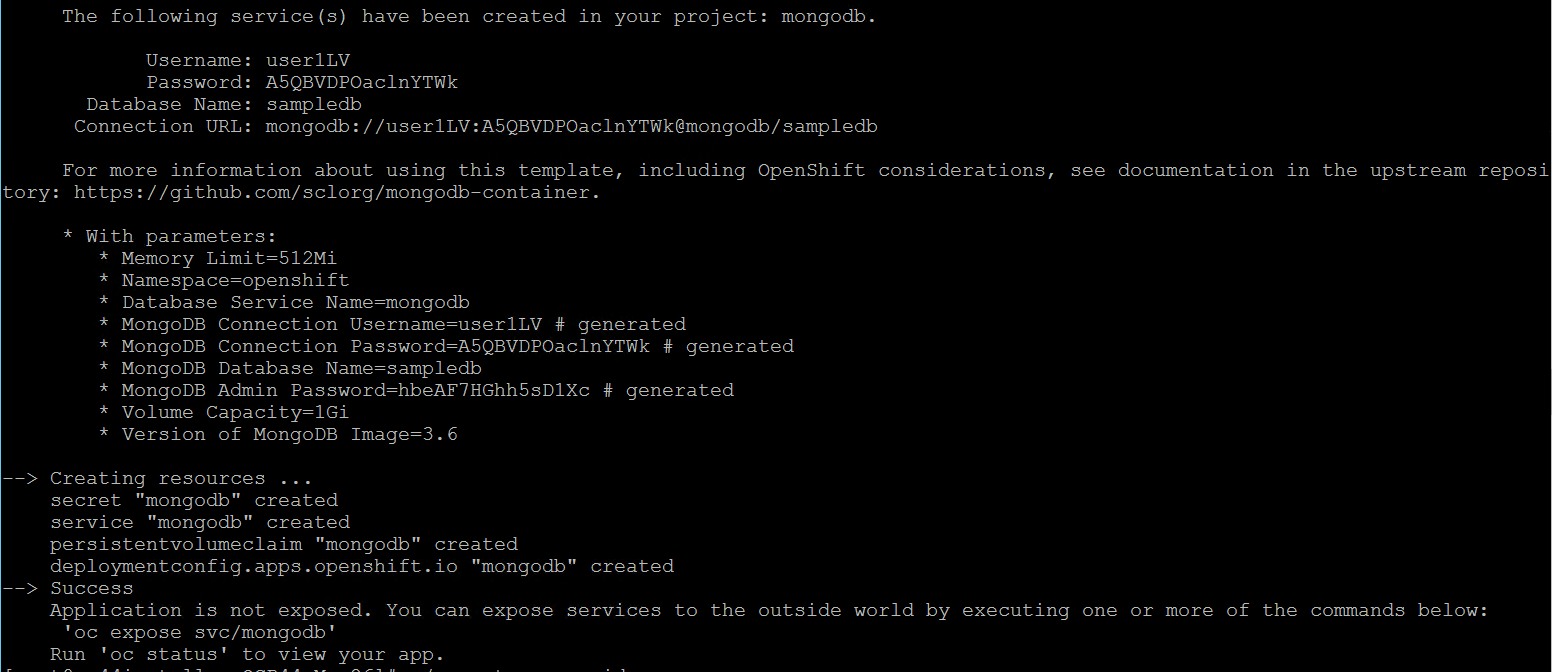 The following service(s) have been created in your project: mongodb.
Username: user1LV
Password: A5QBVDPOaclnYTWk
Database Name: sampledb
Connection URL: mongodb://user1LV:A5QBVDPOaclnYTWk@mongodb/sampledb
For more information about using this template, including OpenShift considerations, see documentation in the upstream reposi
tory: https://github.com/sclorg/mongodb-container.
* With parameters:
* Memory Limit=512Mi
* Namespace=openshift
* Database Service Name=mongodb
* MongoDB Connection Username=user1LV # generated
* MongoDB Connection Password=A5QBVDPOaclnYTWk # generated
* MongoDB Database Name=sampledb
* MongoDB Admin Password=hbeAF7HGhh5sD1Xc # generated
* Volume Capacity=1Gi
* Version of MongoDB Image=3.6
--> Creating resources ...
secret "mongodb" created
service "mongodb" created
persistentvolumeclaim "mongodb" created
deploymentconfig.apps.openshift.io "mongodb" created
--> Success
Application is not exposed. You can expose services to the outside world by executing one or more of the commands below:
'oc expose svc/mongodb'
Run 'oc status' to view your app.